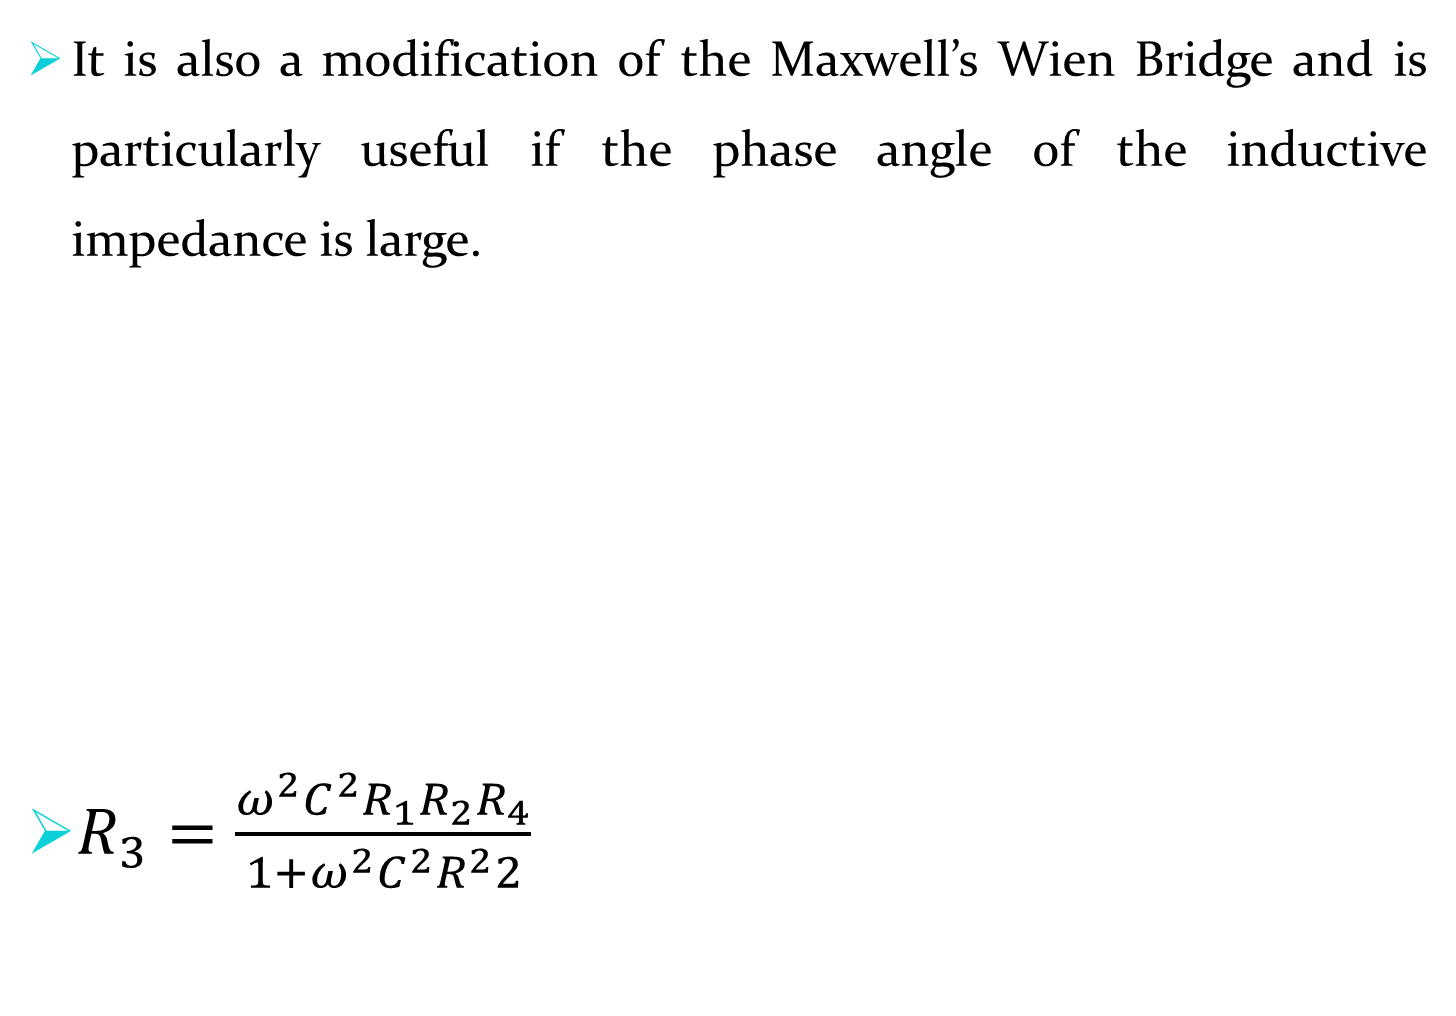 ➢ It is also a modification of the Maxwell’s Wien Bridge and is
particularly useful if the phase angle of the inductive
impedance is large.
➢ R₃ = ω²C²R₁R₂R₄ / 1+ω²C²R²2